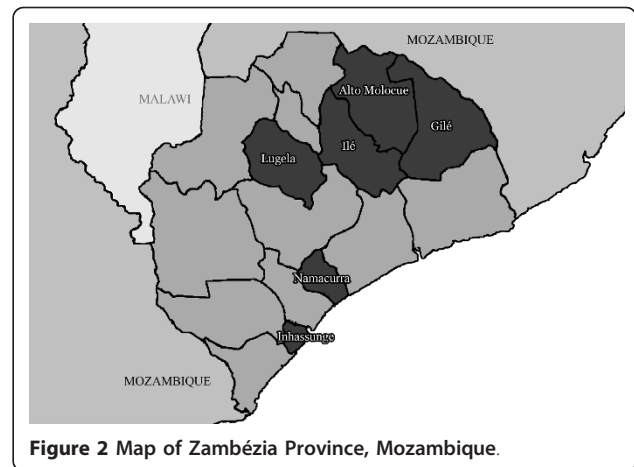 MOZAMBIQUE
Alto Molocue
MALAWI
Gilé
Ilé
Lugela
Namacurra
Inhassunge
MOZAMBIQUE
Figure 2 Map of Zambézia Province, Mozambique.